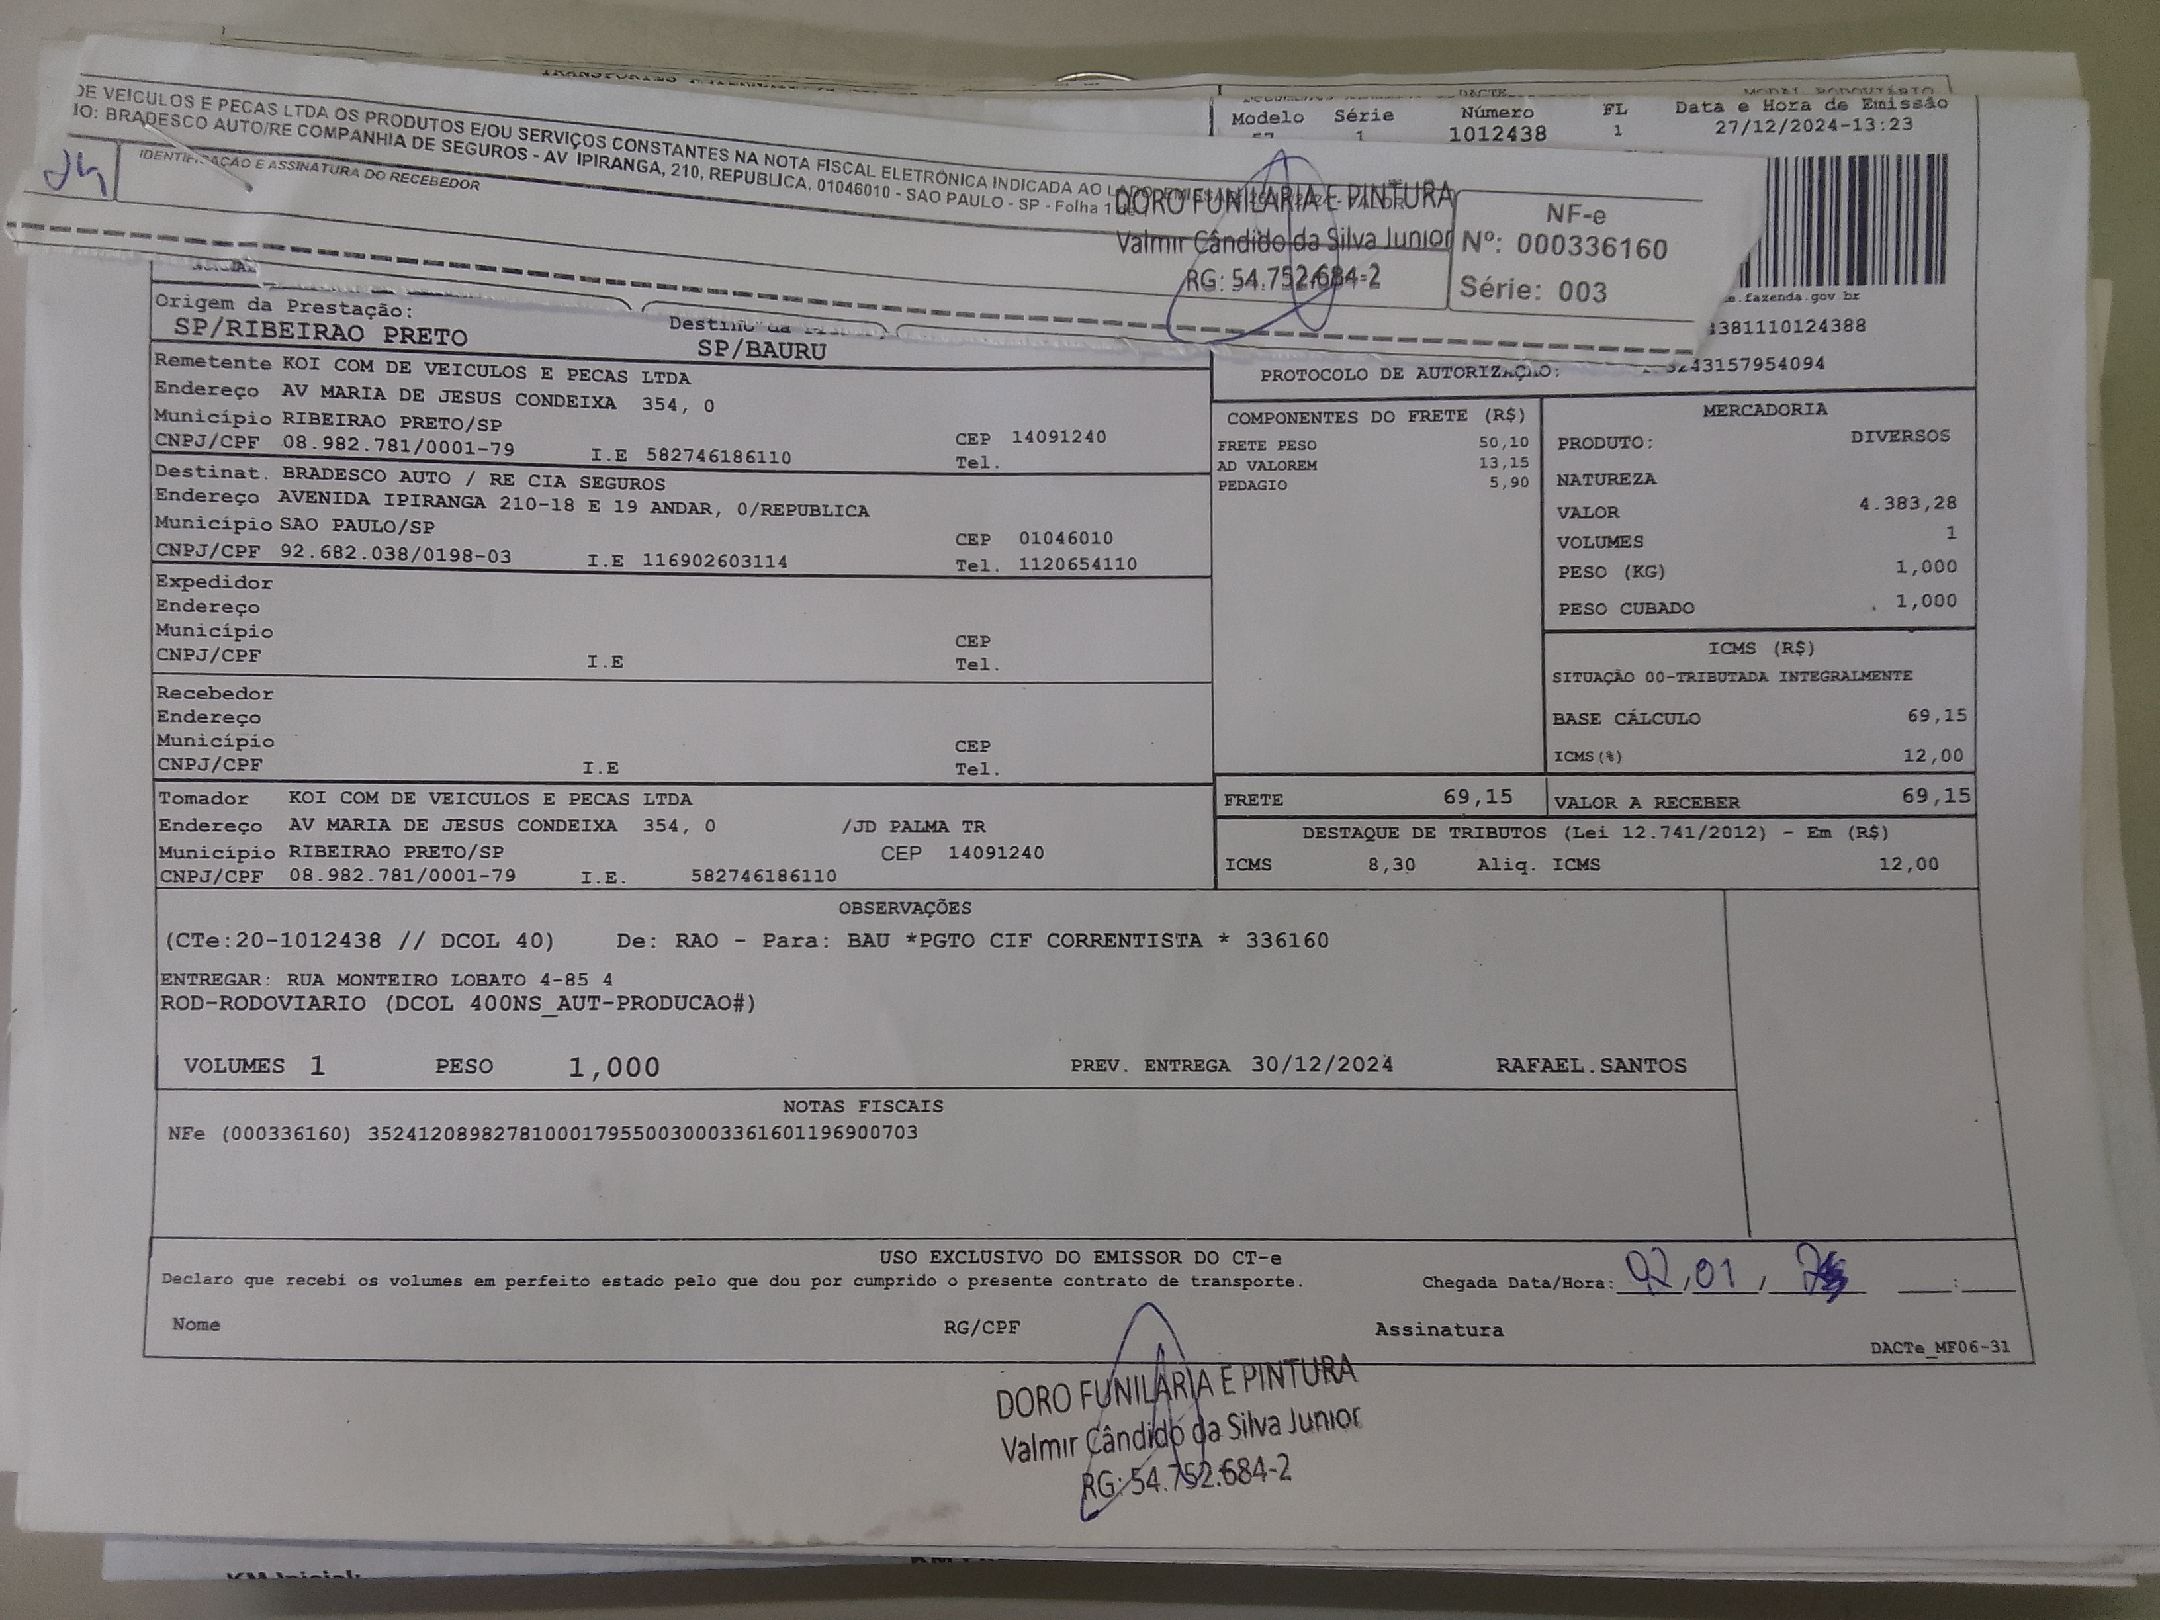 DE VEICULOS E PECAS LTDA OS PRODUTOS E/OU SERVIÇOS CONSTANTES NA NOTA FISCAL ELETRÔNICA INDICADA AO
IO: BRADESCO AUTO/RE COMPANHIA DE SEGUROS - AV IPIRANGA, 210, REPUBLICA, 01046010 - SAO PAULO - SP - Folha 1
IDENTIFICAÇÃO E ASSINATURA DO RECEBEDOR
DORO FUNILARIA E PINTURA
Valmir Cândido da Silva Junior
RG: 54.752.684-2
NF-e
Nº: 000336160
Série: 003
DACTE
MODAL RODOVIÁRIO
Modelo Série Número FL Data e Hora de Emissão
57 1 1012438 1 27/12/2024-13:23
e.fazenda.gov br
381110124388
PROTOCOLO DE AUTORIZAÇÃO: 3243157954094
Origem da Prestação:
SP/RIBEIRAO PRETO
SP/BAURU
Remetente KOI COM DE VEICULOS E PECAS LTDA
Endereço AV MARIA DE JESUS CONDEIXA 354, 0
Município RIBEIRAO PRETO/SP CEP 14091240
CNPJ/CPF 08.982.781/0001-79 I.E 582746186110 Tel.
Destinat. BRADESCO AUTO / RE CIA SEGUROS
Endereço AVENIDA IPIRANGA 210-18 E 19 ANDAR, 0/REPUBLICA
Município SAO PAULO/SP CEP 01046010
CNPJ/CPF 92.682.038/0198-03 I.E 116902603114 Tel. 1120654110
Expedidor
Endereço
Município CEP
CNPJ/CPF I.E Tel.
Recebedor
Endereço
Município CEP
CNPJ/CPF I.E Tel.
Tomador KOI COM DE VEICULOS E PECAS LTDA
Endereço AV MARIA DE JESUS CONDEIXA 354, 0 /JD PALMA TR
Município RIBEIRAO PRETO/SP CEP 14091240
CNPJ/CPF 08.982.781/0001-79 I.E. 582746186110
COMPONENTES DO FRETE (R$)
FRETE PESO 50,10
AD VALOREM 13,15
PEDAGIO 5,90
MERCADORIA
PRODUTO: DIVERSOS
NATUREZA
VALOR 4.383,28
VOLUMES 1
PESO (KG) 1,000
PESO CUBADO 1,000
ICMS (R$)
SITUAÇÃO 00-TRIBUTADA INTEGRALMENTE
BASE CÁLCULO 69,15
ICMS(%) 12,00
FRETE 69,15 VALOR A RECEBER 69,15
DESTAQUE DE TRIBUTOS (Lei 12.741/2012) - Em (R$)
ICMS 8,30 Aliq. ICMS 12,00
OBSERVAÇÕES
(CTe:20-1012438 // DCOL 40) De: RAO - Para: BAU *PGTO CIF CORRENTISTA * 336160
ENTREGAR: RUA MONTEIRO LOBATO 4-85 4
ROD-RODOVIARIO (DCOL 400NS_AUT-PRODUCAO#)
VOLUMES 1 PESO 1,000 PREV. ENTREGA 30/12/2024 RAFAEL.SANTOS
NOTAS FISCAIS
NFe (000336160) 35241208982781000179550030003361601196900703
USO EXCLUSIVO DO EMISSOR DO CT-e
Declaro que recebi os volumes em perfeito estado pelo que dou por cumprido o presente contrato de transporte. Chegada Data/Hora: 02,01,
Nome RG/CPF Assinatura
DACTe_MF06-31
DORO FUNILARIA E PINTURA
Valmir Cândido da Silva Junior
RG: 54.752.684-2